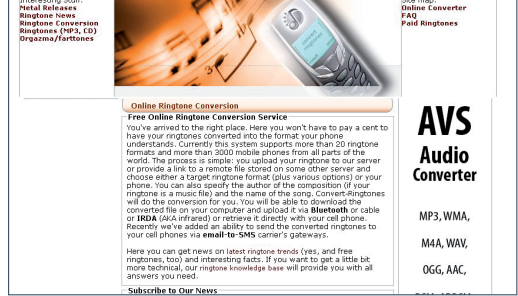 Interesting Stuff:
Metal Releases
Ringtone News
Ringtone Conversion
Ringtones (MP3, CD)
Orgazma/farttones
Site map:
Online Converter
FAQ
Paid Ringtones
Online Ringtone Conversion
Free Online Ringtone Conversion Service
You've arrived to the right place. Here you won't have to pay a cent to
have your ringtones converted into the format your phone
understands. Currently this system supports more than 20 ringtone
formats and more than 3000 mobile phones from all parts of the
world. The process is simple: you upload your ringtone to our server
or provide a link to a remote file stored on some other server and
choose either a target ringtone format (plus various options) or your
phone. You can also specify the author of the composition (if your
ringtone is a music file) and the name of the song. Convert-Ringtones
will do the conversion for you. You will be able to download the
converted file on your computer and upload it via Bluetooth or cable
or IRDA (AKA infrared) or retrieve it directly with your cell phone.
Recently we've added an ability to send the converted ringtones to
your cell phones via email-to-SMS carrier's gateways.
Here you can get news on latest ringtone trends (yes, and free
ringtones, too) and interesting facts. If you want to get a little bit
more technical, our ringtone knowledge base will provide you with all
answers you need.
Subscribe to Our News
AVS
Audio
Converter
MP3, WMA,
M4A, WAV,
OGG, AAC,